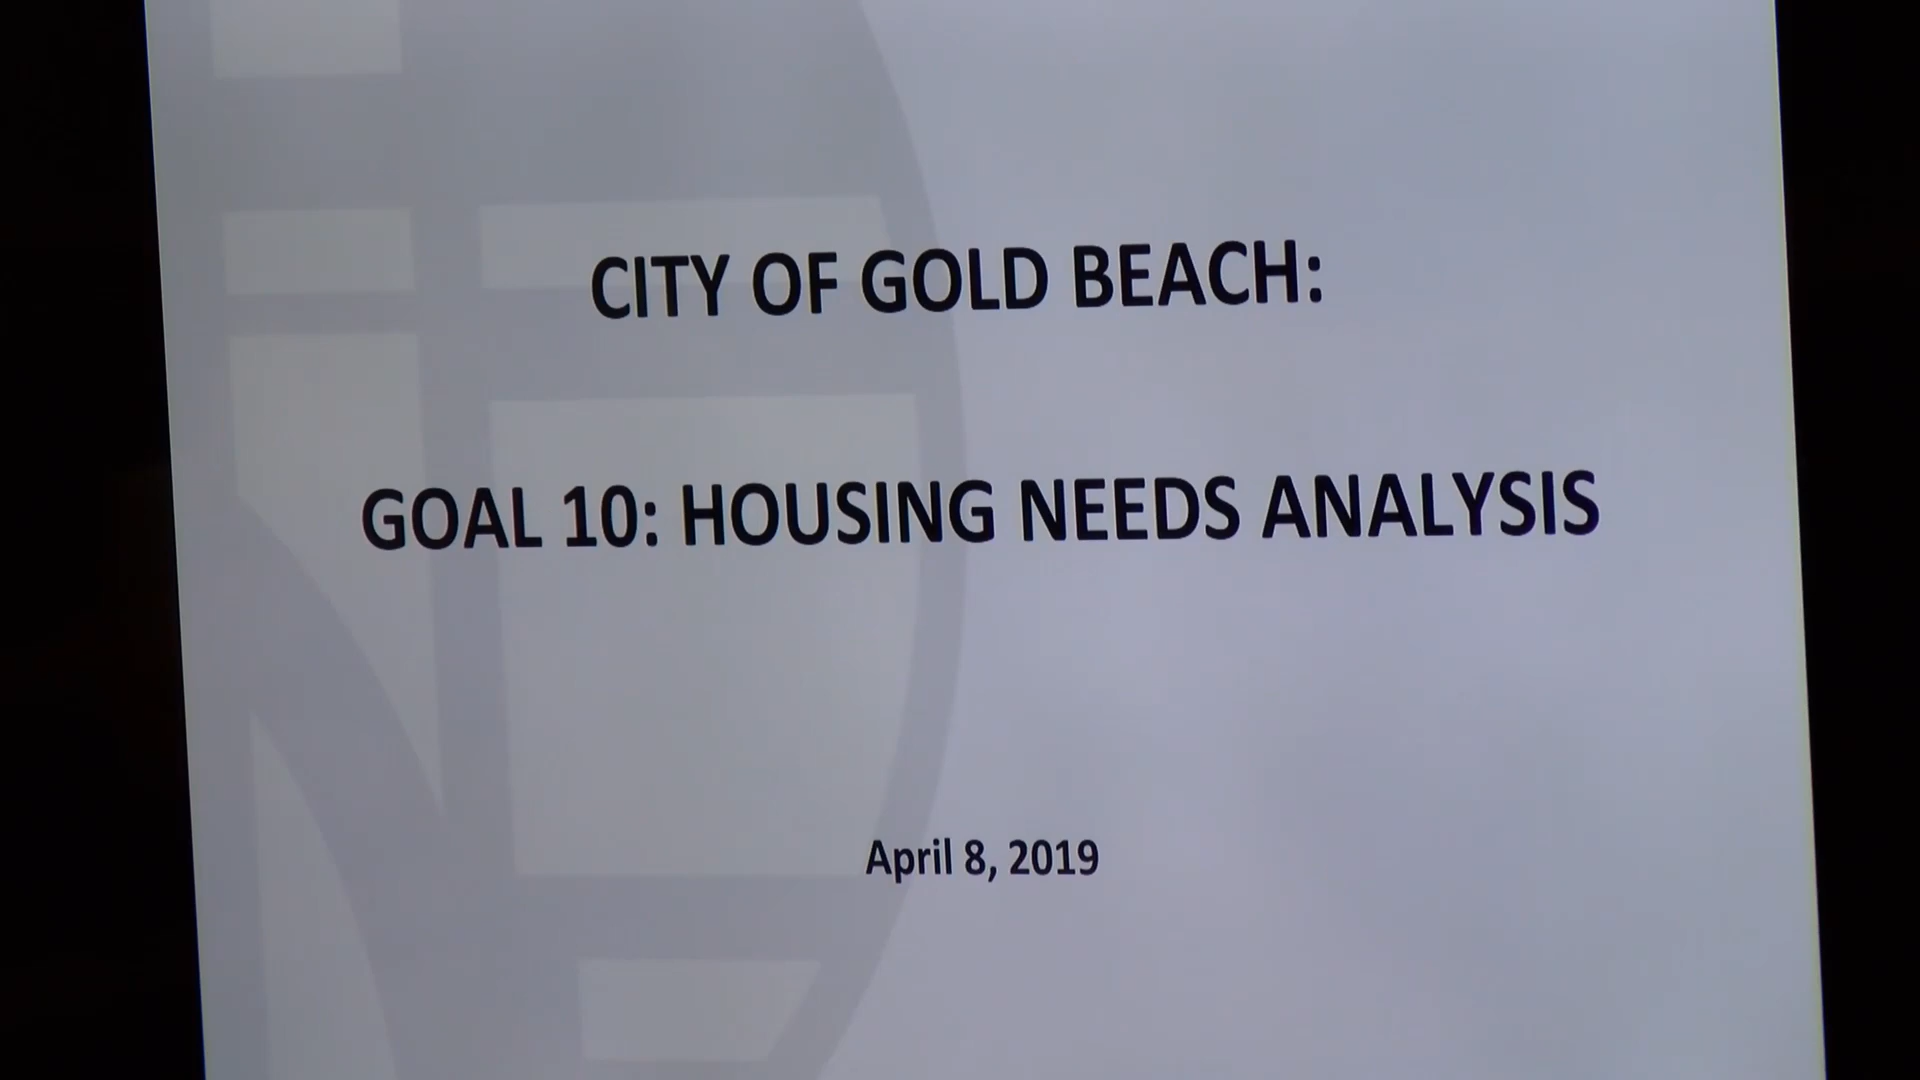 CITY OF GOLD BEACH:
GOAL 10: HOUSING NEEDS ANALYSIS
April 8, 2019